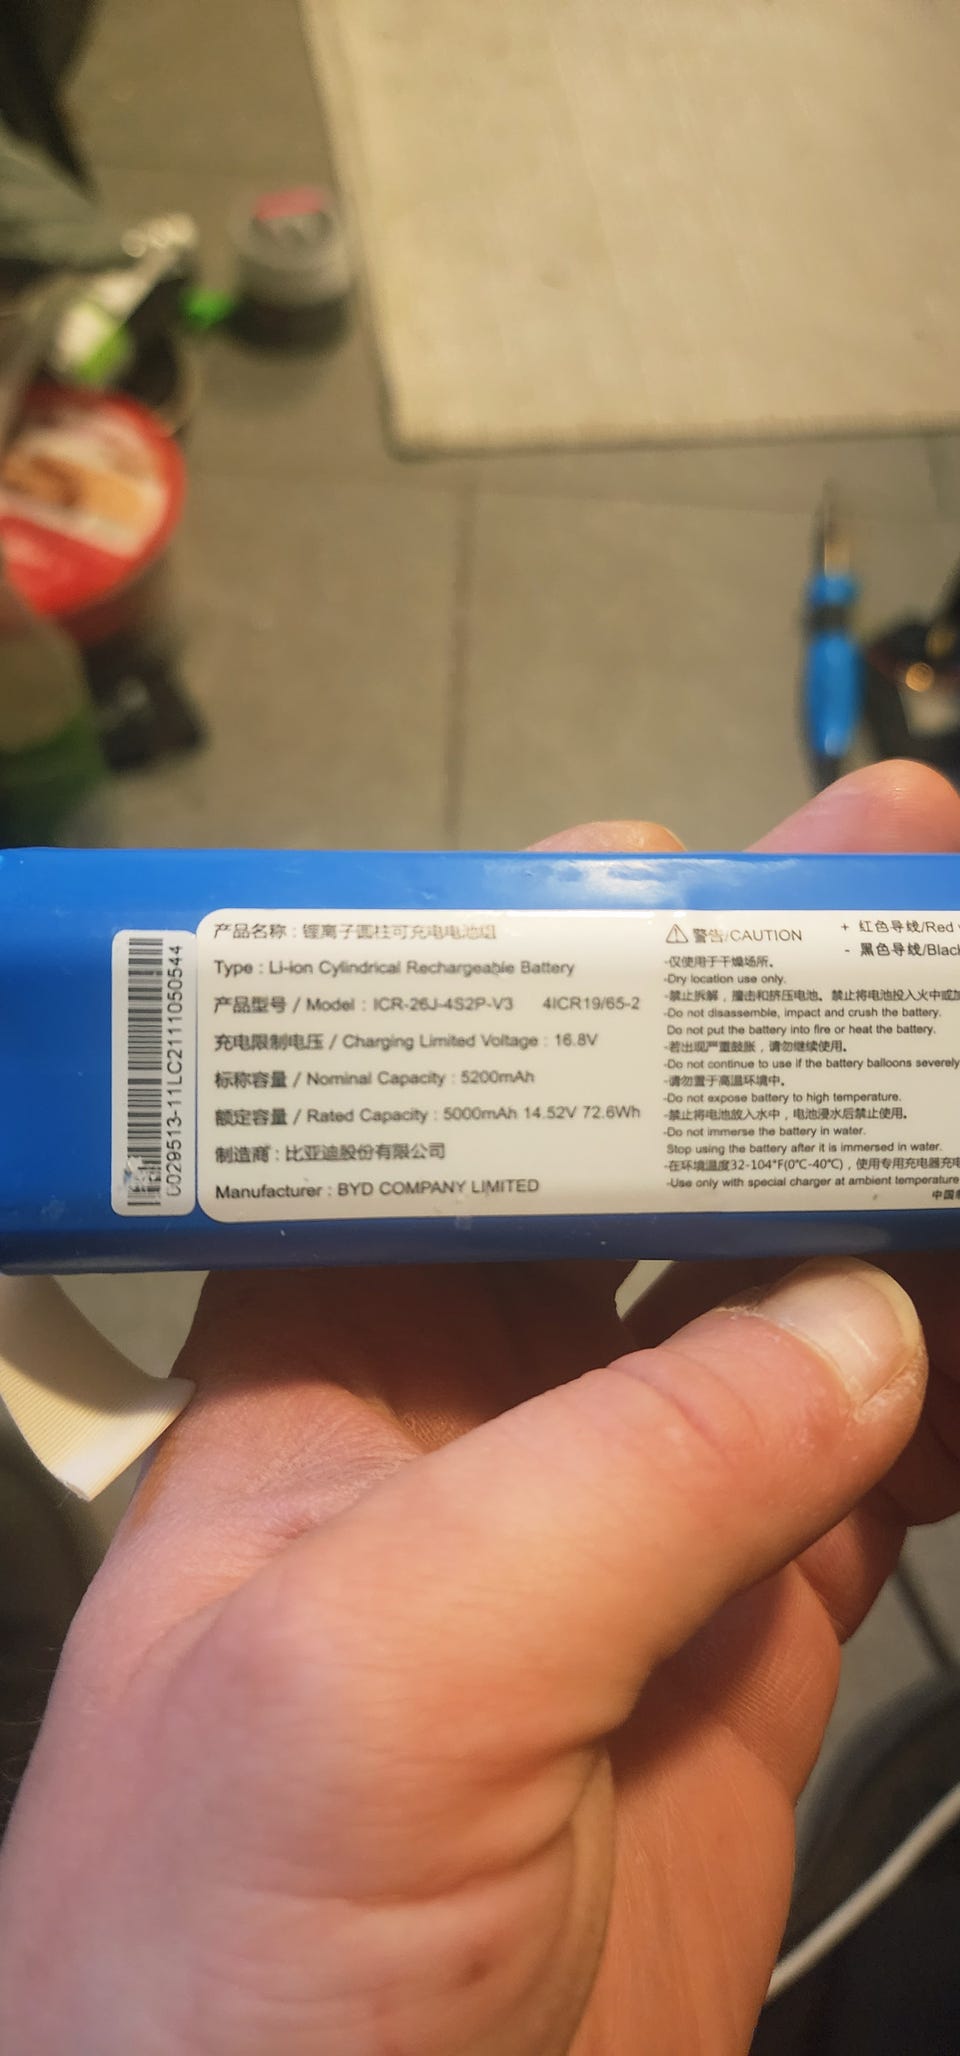 0029513-11LC21111050544
产品名称：锂离子圆柱可充电电池组
Type : Li-ion Cylindrical Rechargeable Battery
产品型号 / Model : ICR-26J-4S2P-V3 4ICR19/65-2
充电限制电压 / Charging Limited Voltage : 16.8V
标称容量 / Nominal Capacity : 5200mAh
额定容量 / Rated Capacity : 5000mAh 14.52V 72.6Wh
制造商 : 比亚迪股份有限公司
Manufacturer : BYD COMPANY LIMITED
警告/CAUTION
+ 红色导线/Red
- 黑色导线/Black
-仅使用于干燥场所。
-Dry location use only.
-禁止拆解，撞击和挤压电池。禁止将电池投入火中或加
-Do not disassemble, impact and crush the battery.
Do not put the battery into fire or heat the battery.
-若出现严重鼓胀，请勿继续使用。
-Do not continue to use if the battery balloons severely
-请勿置于高温环境中。
-Do not expose battery to high temperature.
-禁止将电池放入水中，电池浸水后禁止使用。
-Do not immerse the battery in water.
Stop using the battery after it is immersed in water.
-在环境温度32-104°F(0°C-40°C)，使用专用充电器充电
-Use only with special charger at ambient temperature
中国制